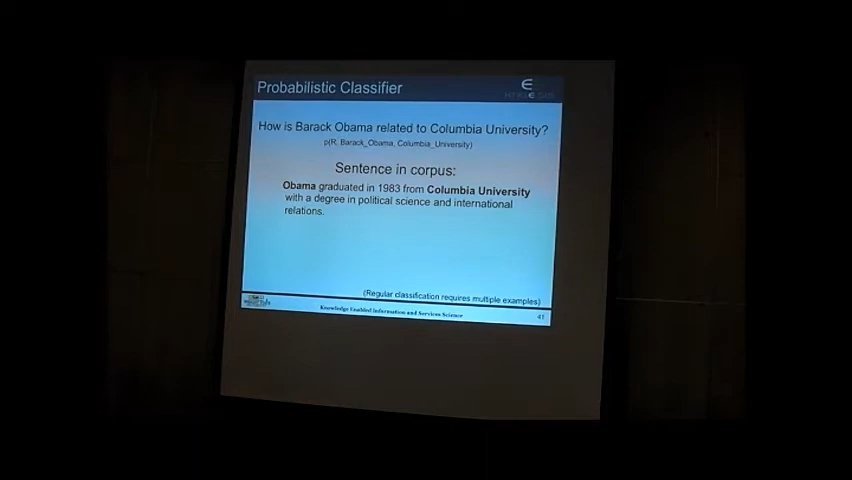 Probabilistic Classifier
How is Barack Obama related to Columbia University?
p(R, Barack_Obama, Columbia_University)
Sentence in corpus:
Obama graduated in 1983 from Columbia University
with a degree in political science and international
relations.
(Regular classification requires multiple examples)
Knowledge Enabled Information and Services Science
41